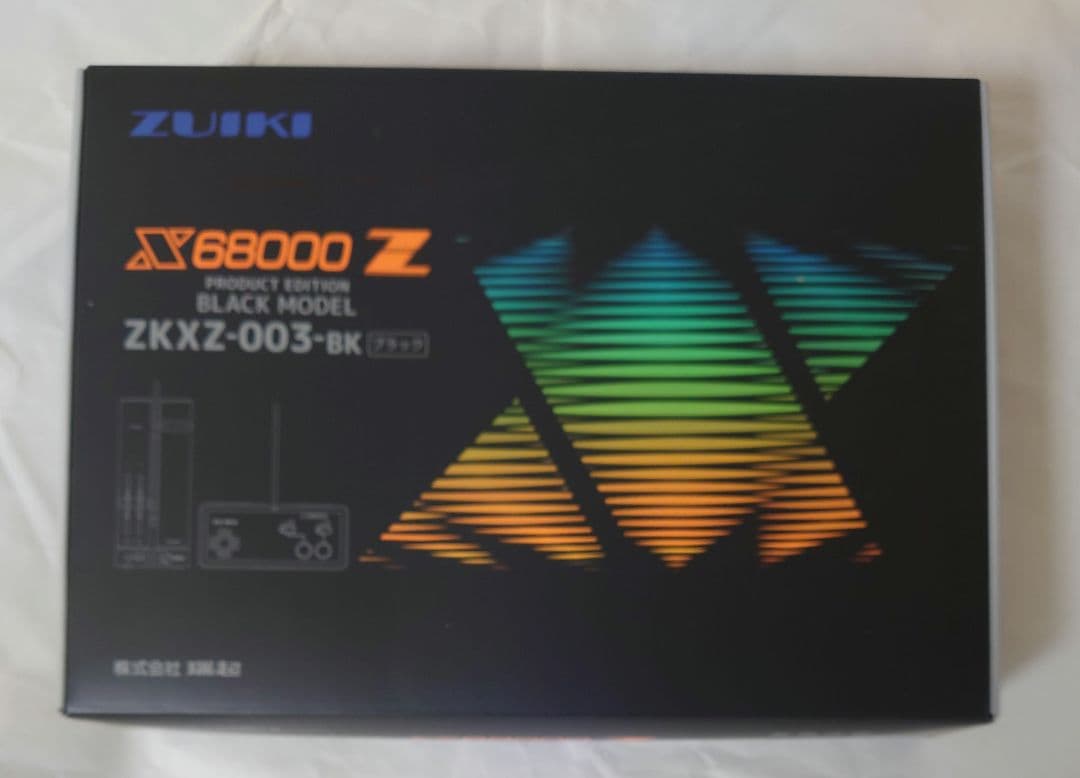 ZUIKI
X68000 Z
PRODUCT EDITION
BLACK MODEL
ZKXZ-003-BK ブラック
株式会社 瑞起